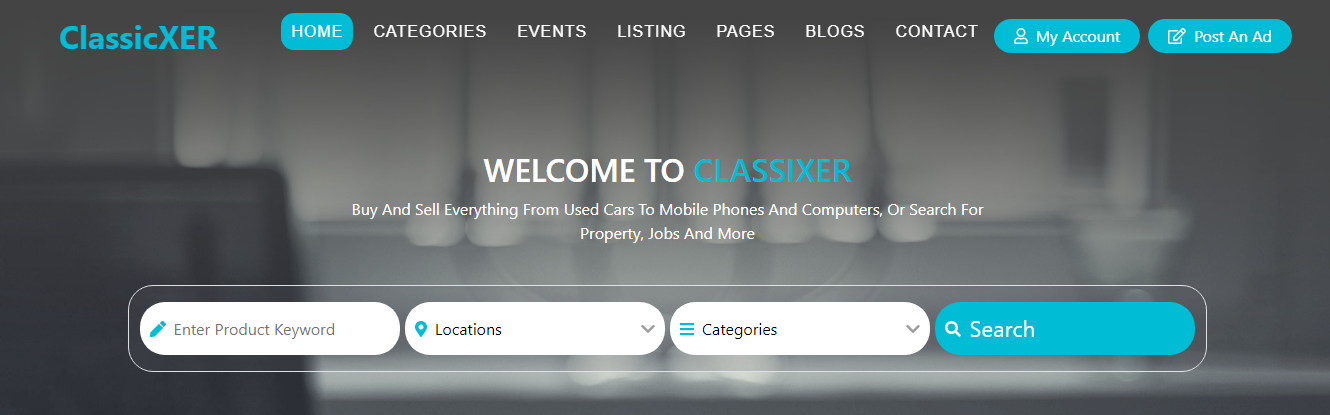 ClassicXER
HOME CATEGORIES EVENTS LISTING PAGES BLOGS CONTACT My Account Post An Ad
WELCOME TO CLASSIXER
Buy And Sell Everything From Used Cars To Mobile Phones And Computers, Or Search For
Property, Jobs And More
Enter Product Keyword Locations Categories Search